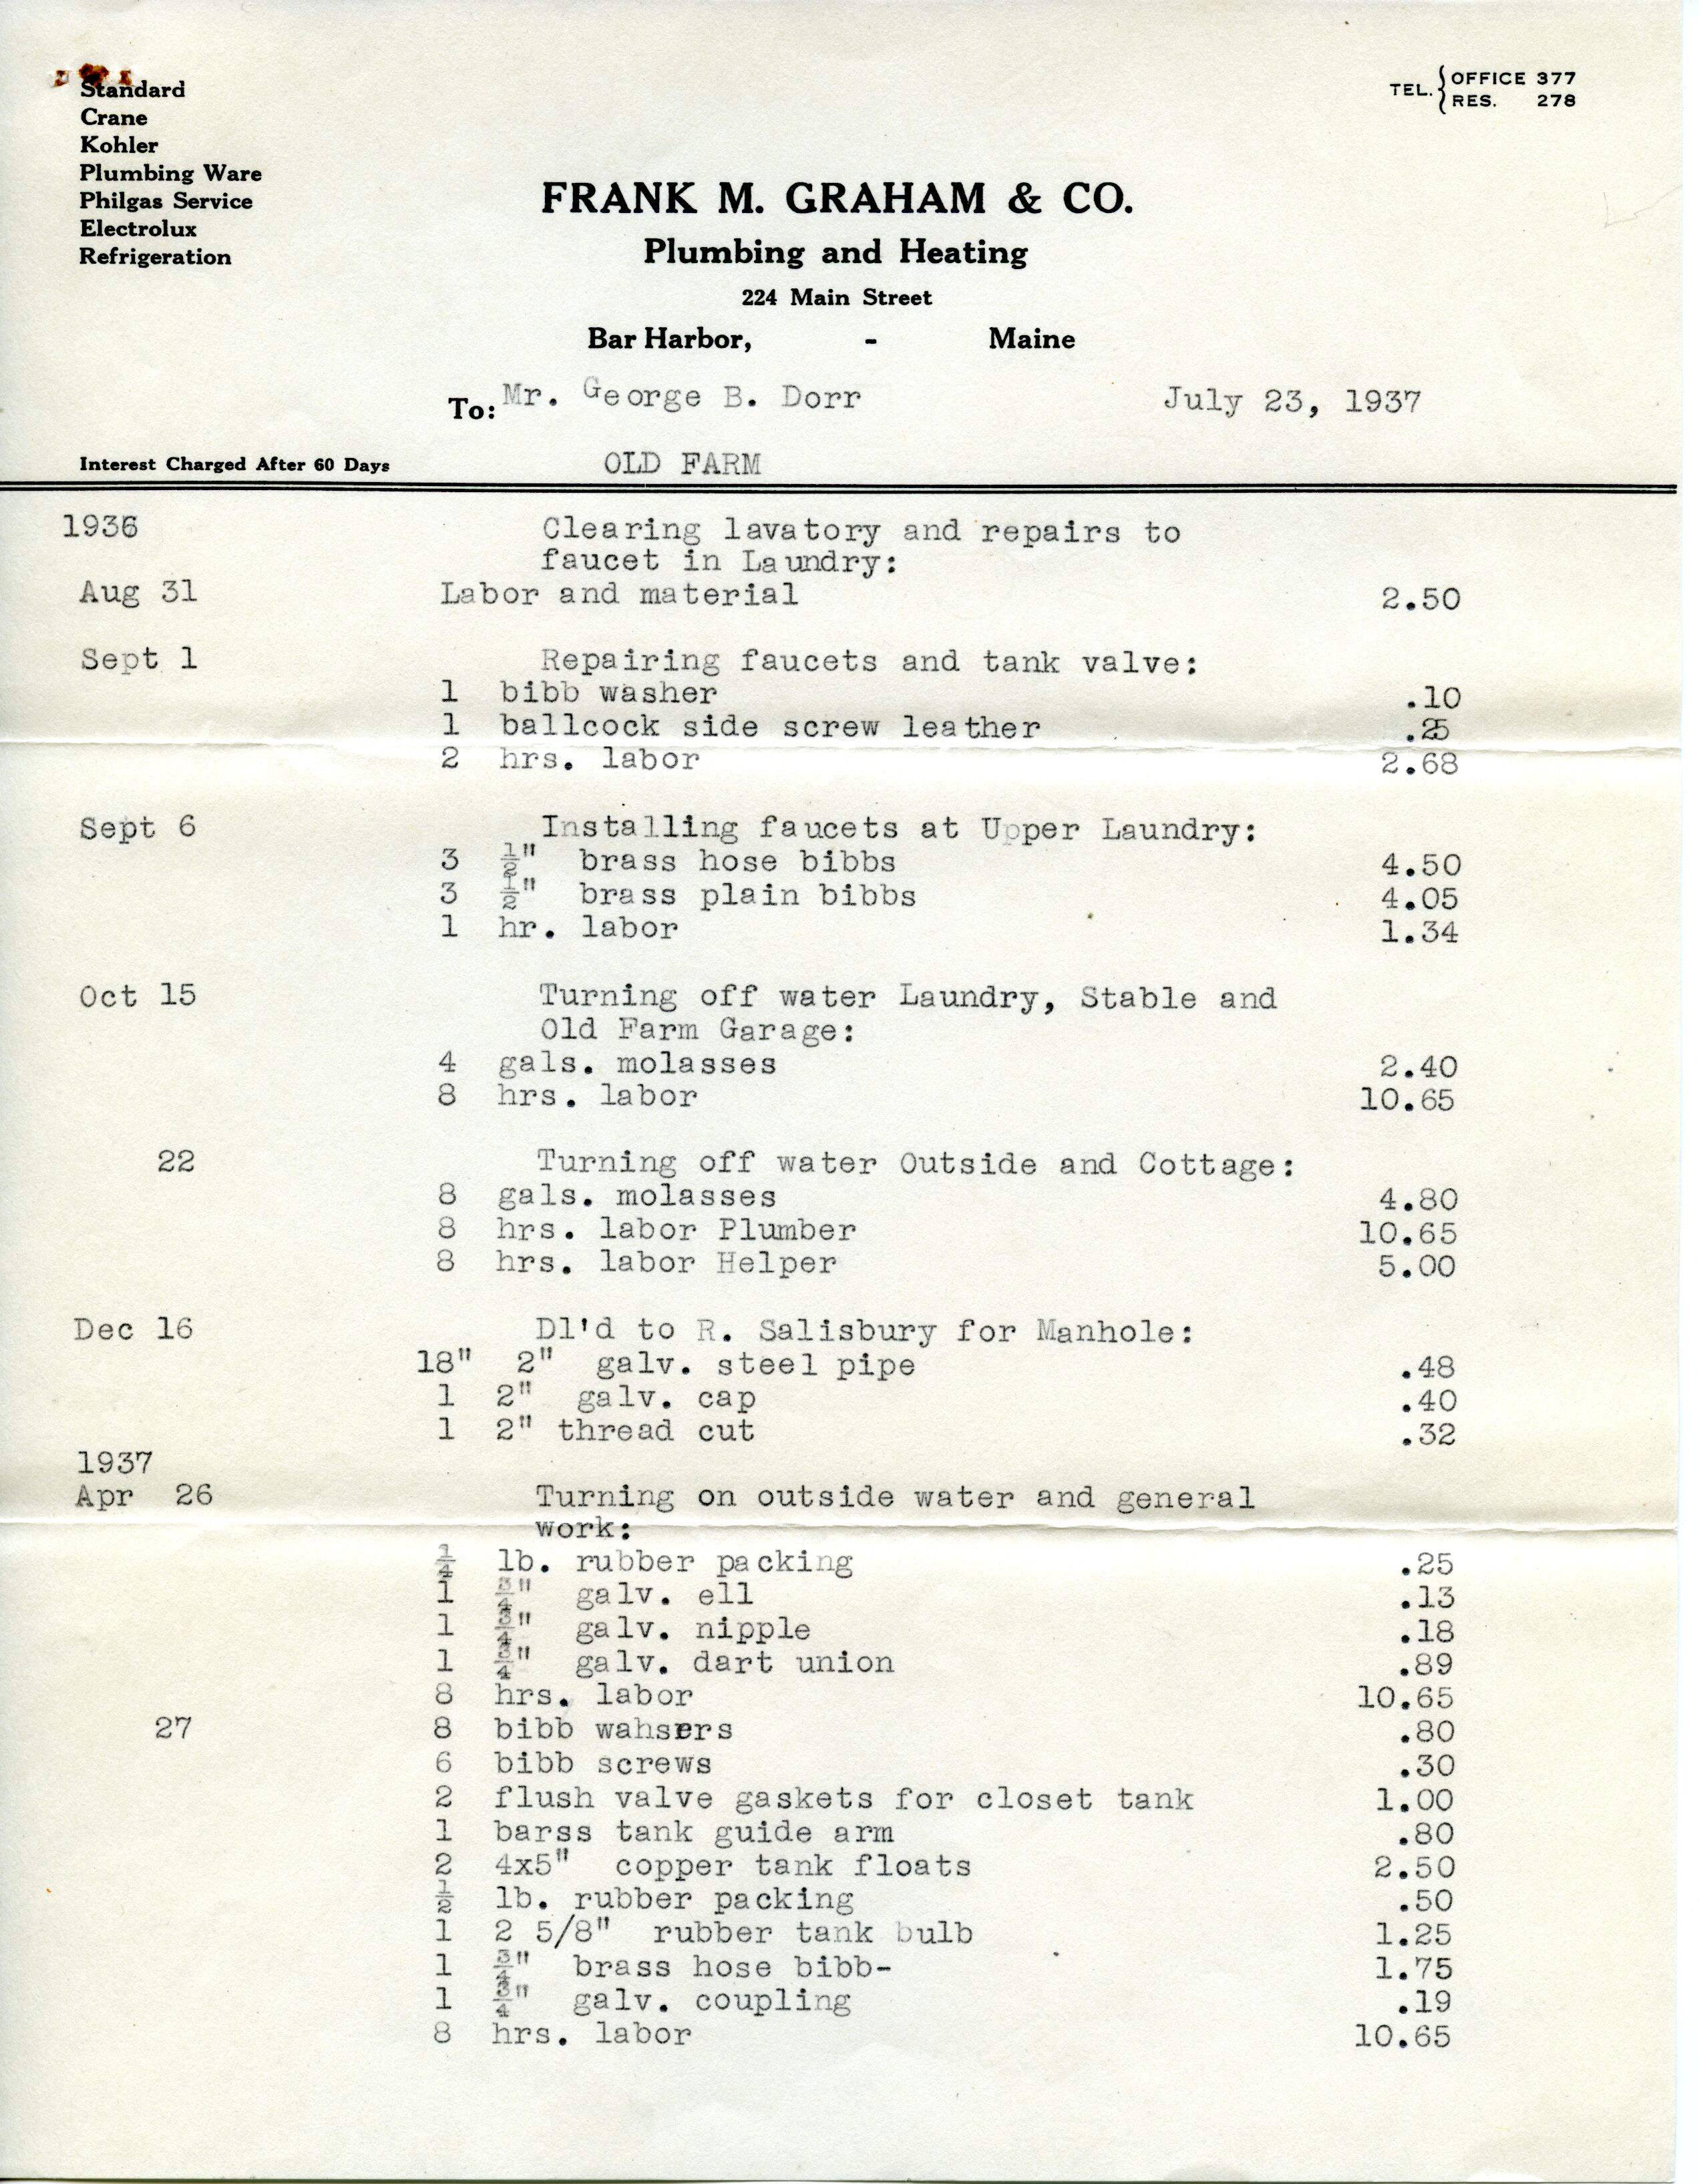 Standard
Crane
Kohler
Plumbing Ware
Philgas Service
Electrolux
Refrigeration
TEL. { OFFICE 377
RES. 278
FRANK M. GRAHAM & CO.
Plumbing and Heating
224 Main Street
Bar Harbor, - Maine
To: Mr. George B. Dorr July 23, 1937
Interest Charged After 60 Days OLD FARM
1936 Clearing lavatory and repairs to
faucet in Laundry:
Aug 31 Labor and material 2.50
Sept 1 Repairing faucets and tank valve:
1 bibb washer .10
1 ballcock side screw leather .25
2 hrs. labor 2.68
Sept 6 Installing faucets at Upper Laundry:
3 ½" brass hose bibbs 4.50
3 ½" brass plain bibbs 4.05
1 hr. labor 1.34
Oct 15 Turning off water Laundry, Stable and
Old Farm Garage:
4 gals. molasses 2.40
8 hrs. labor 10.65
22 Turning off water Outside and Cottage:
8 gals. molasses 4.80
8 hrs. labor Plumber 10.65
8 hrs. labor Helper 5.00
Dec 16 Dl'd to R. Salisbury for Manhole:
18" 2" galv. steel pipe .48
1 2" galv. cap .40
1 2" thread cut .32
1937
Apr 26 Turning on outside water and general
work:
¼ lb. rubber packing .25
1 ¾" galv. ell .13
1 ¾" galv. nipple .18
1 ¾" galv. dart union .89
8 hrs. labor 10.65
27 8 bibb wahsers .80
6 bibb screws .30
2 flush valve gaskets for closet tank 1.00
1 barss tank guide arm .80
2 4x5" copper tank floats 2.50
½ lb. rubber packing .50
1 2 5/8" rubber tank bulb 1.25
1 ¾" brass hose bibb- 1.75
1 ¾" galv. coupling .19
8 hrs. labor 10.65